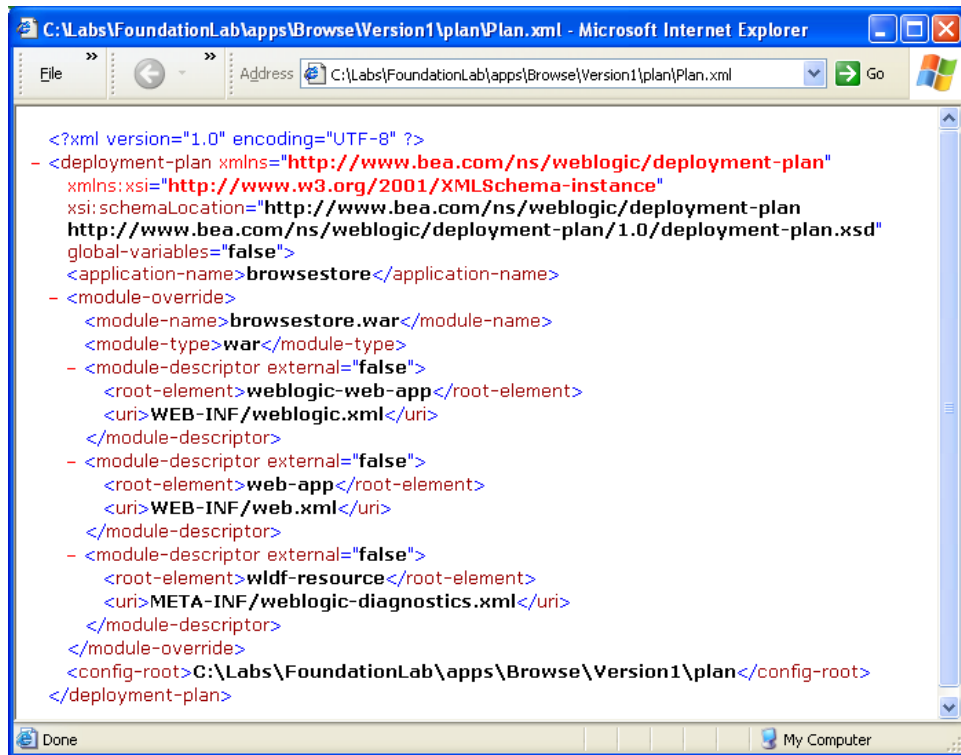 C:\Labs\FoundationLab\apps\Browse\Version1\plan\Plan.xml - Microsoft Internet Explorer
File » » Address C:\Labs\FoundationLab\apps\Browse\Version1\plan\Plan.xml Go
<?xml version="1.0" encoding="UTF-8" ?>
- <deployment-plan xmlns="http://www.bea.com/ns/weblogic/deployment-plan"
xmlns:xsi="http://www.w3.org/2001/XMLSchema-instance"
xsi:schemaLocation="http://www.bea.com/ns/weblogic/deployment-plan
http://www.bea.com/ns/weblogic/deployment-plan/1.0/deployment-plan.xsd"
global-variables="false">
<application-name>browsestore</application-name>
- <module-override>
<module-name>browsestore.war</module-name>
<module-type>war</module-type>
- <module-descriptor external="false">
<root-element>weblogic-web-app</root-element>
<uri>WEB-INF/weblogic.xml</uri>
</module-descriptor>
- <module-descriptor external="false">
<root-element>web-app</root-element>
<uri>WEB-INF/web.xml</uri>
</module-descriptor>
- <module-descriptor external="false">
<root-element>wldf-resource</root-element>
<uri>META-INF/weblogic-diagnostics.xml</uri>
</module-descriptor>
</module-override>
<config-root>C:\Labs\FoundationLab\apps\Browse\Version1\plan</config-root>
</deployment-plan>
Done My Computer